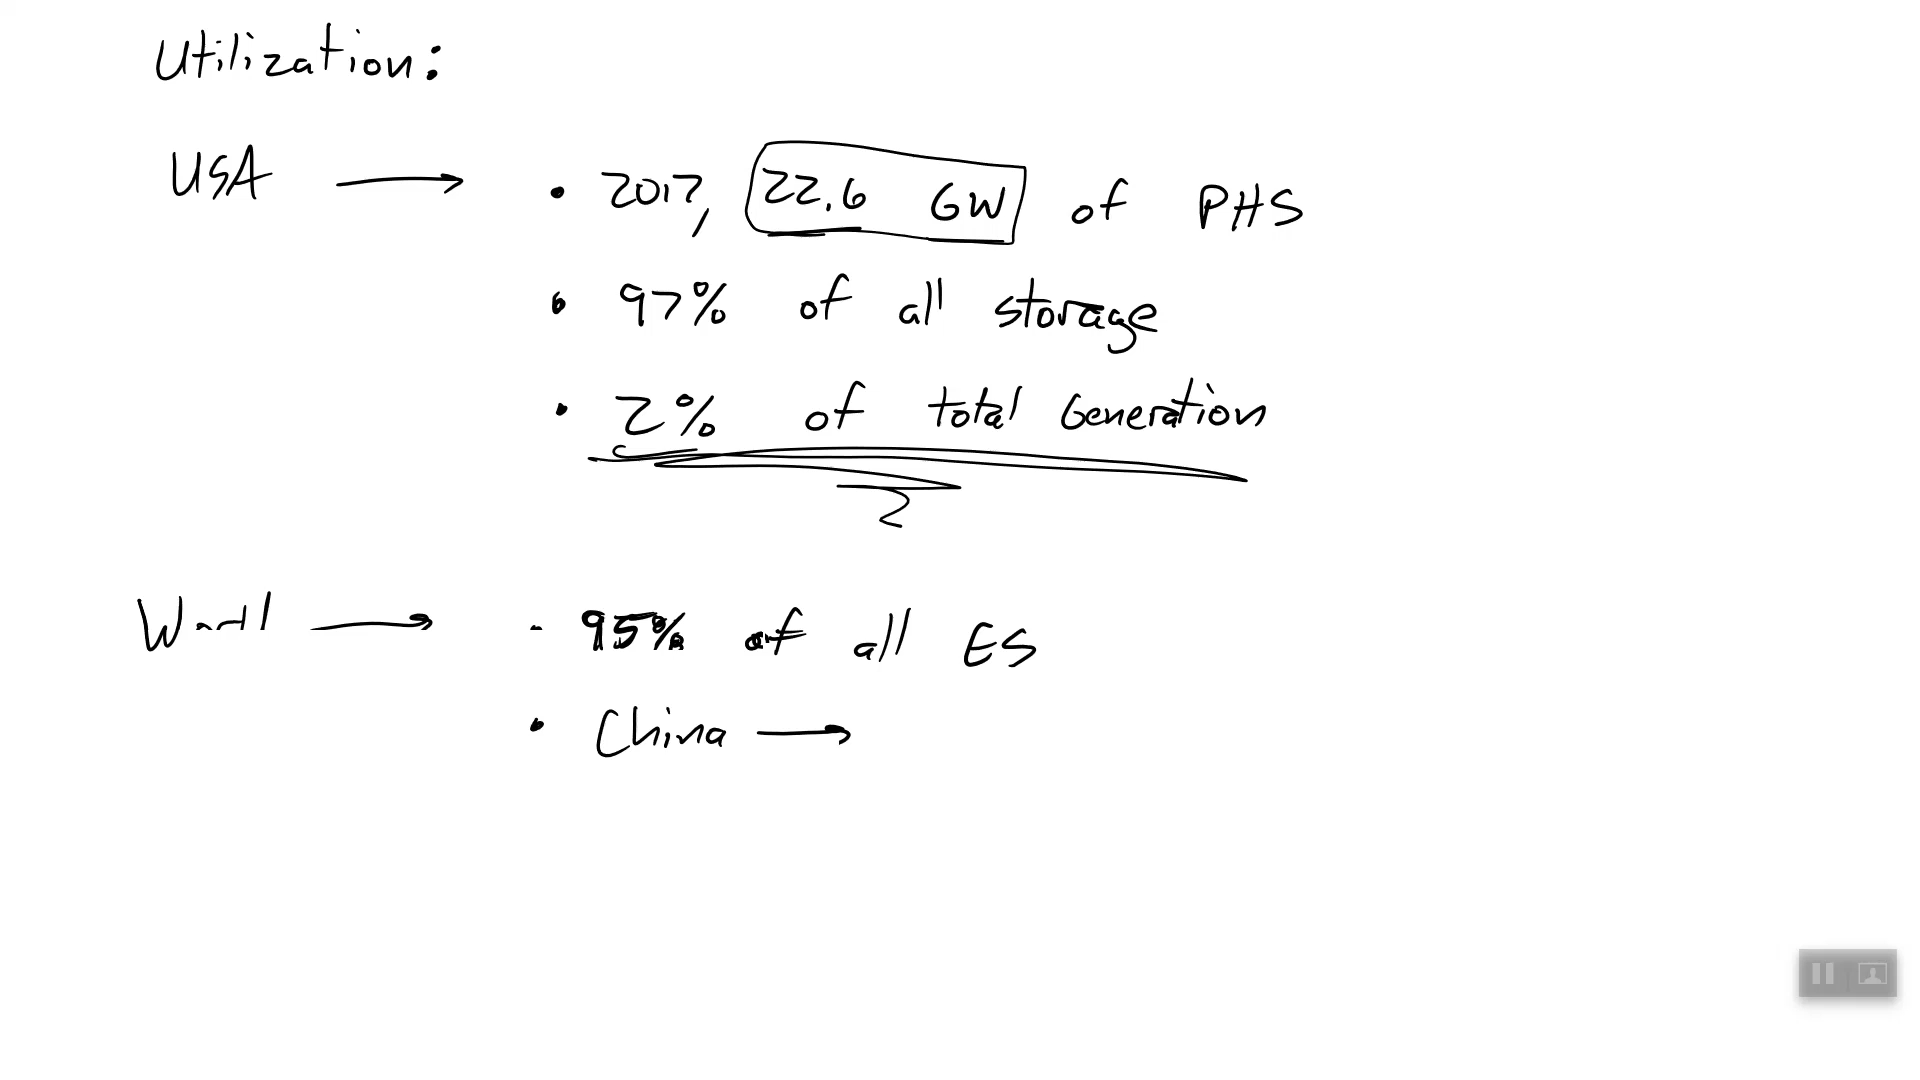 Utilization:
USA → • 2017, 22.6 GW of PHS
• 97% of all storage
• 2% of total Generation
World → • 95% of all ES
• China →